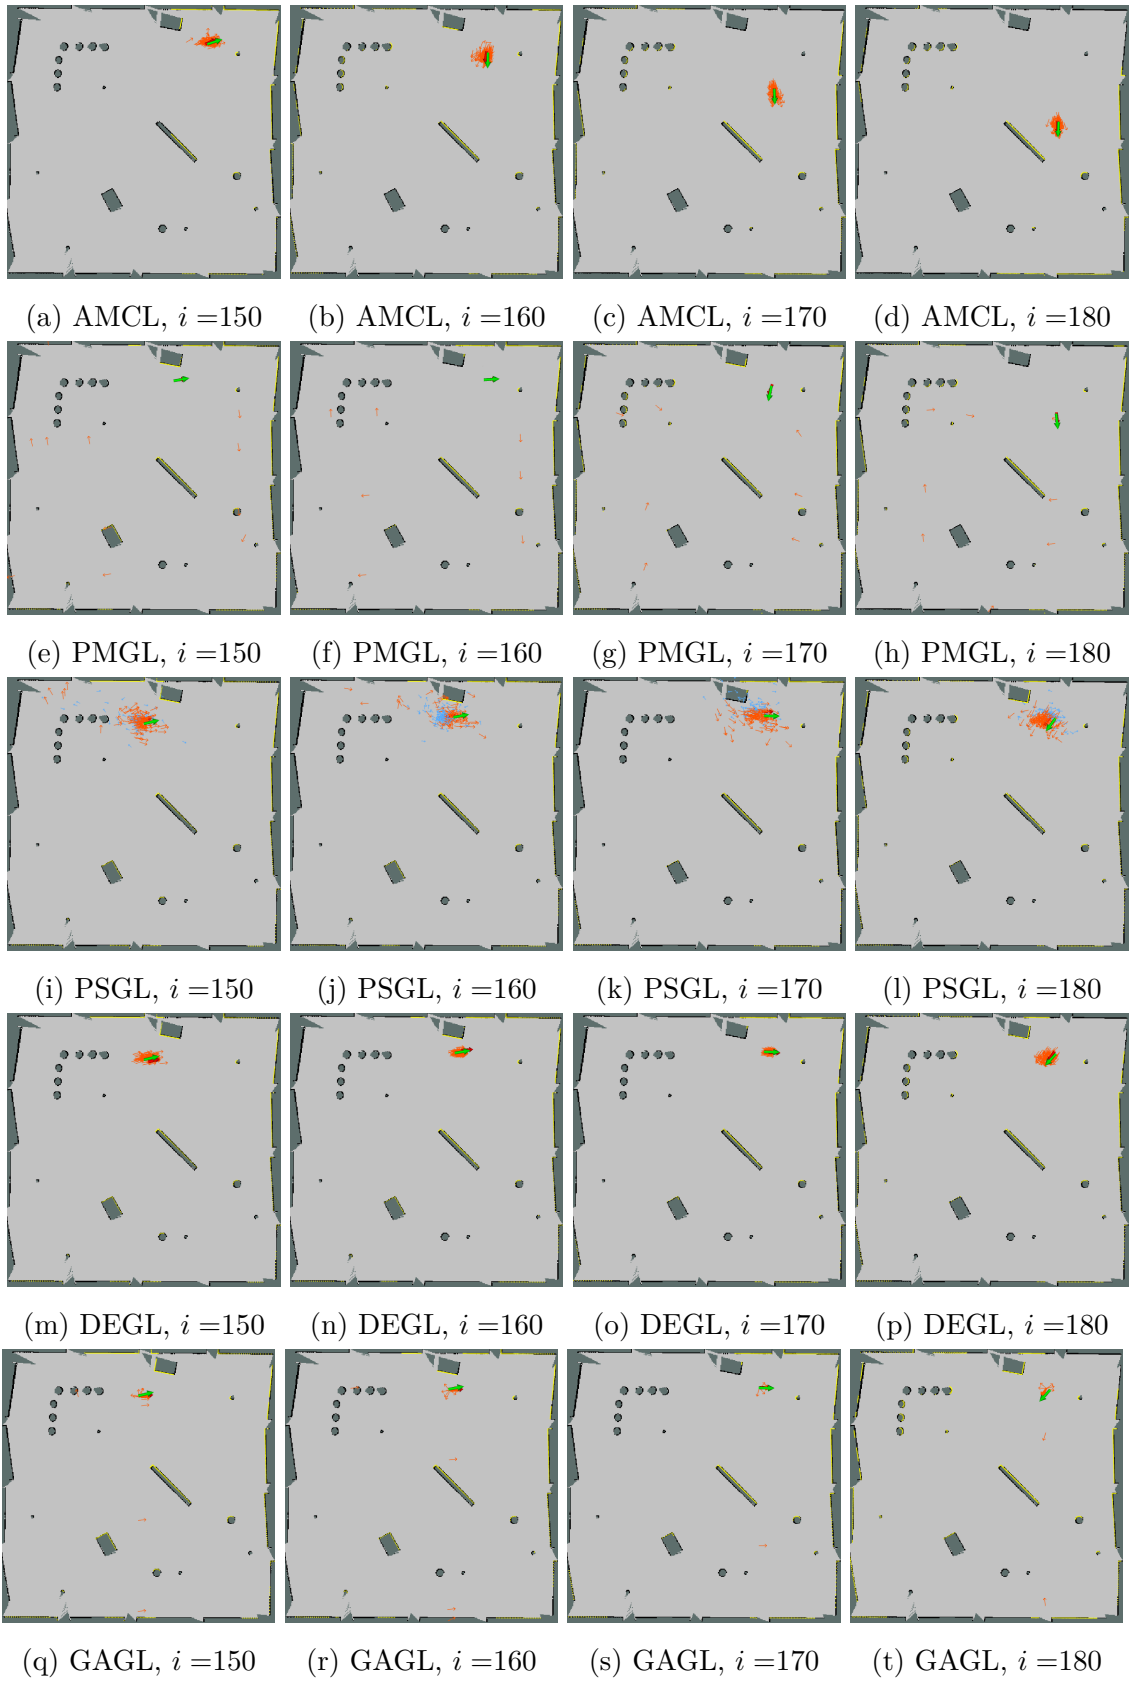 (a) AMCL, i =150 (b) AMCL, i =160 (c) AMCL, i =170 (d) AMCL, i =180
(e) PMGL, i =150 (f) PMGL, i =160 (g) PMGL, i =170 (h) PMGL, i =180
(i) PSGL, i =150 (j) PSGL, i =160 (k) PSGL, i =170 (l) PSGL, i =180
(m) DEGL, i =150 (n) DEGL, i =160 (o) DEGL, i =170 (p) DEGL, i =180
(q) GAGL, i =150 (r) GAGL, i =160 (s) GAGL, i =170 (t) GAGL, i =180